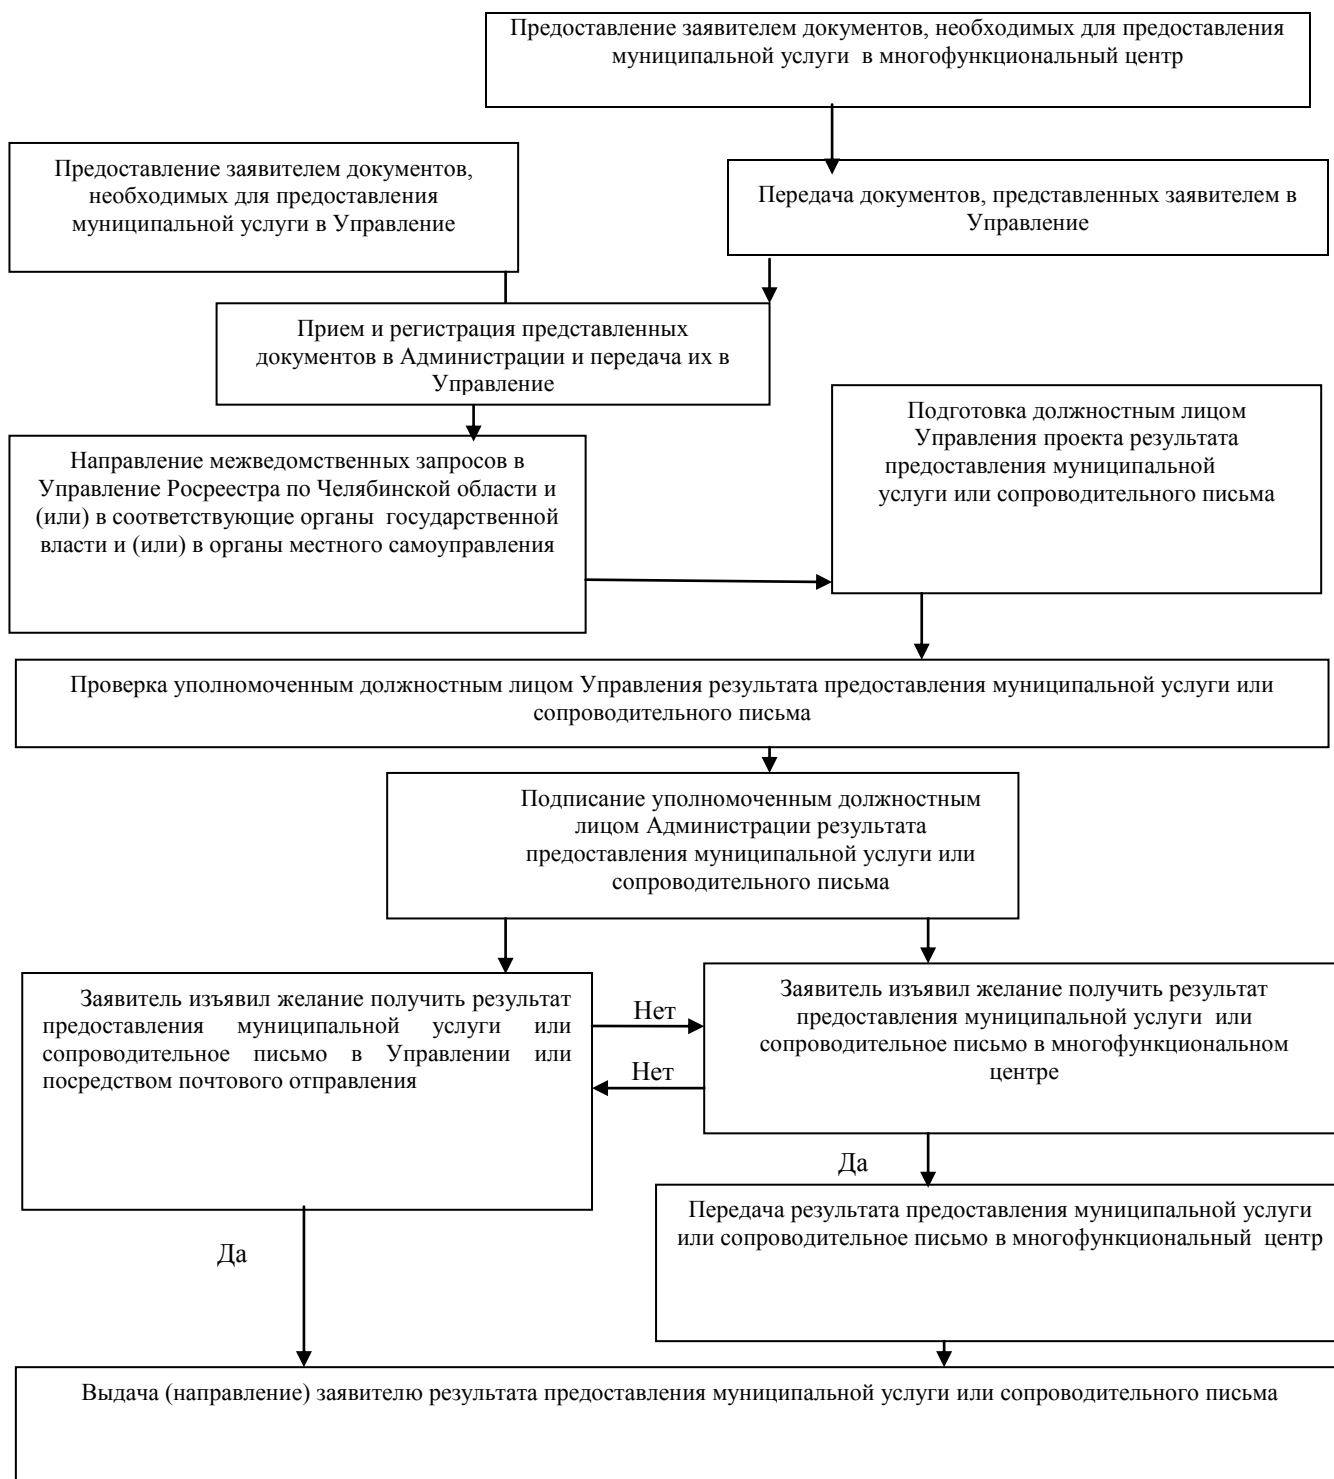 Предоставление заявителем документов, необходимых для предоставления
муниципальной услуги в многофункциональный центр
Предоставление заявителем документов,
необходимых для предоставления
муниципальной услуги в Управление
Передача документов, представленных заявителем в
Управление
Прием и регистрация представленных
документов в Администрации и передача их в
Управление
Подготовка должностным лицом
Управления проекта результата
предоставления муниципальной
услуги или сопроводительного письма
Направление межведомственных запросов в
Управление Росреестра по Челябинской области и
(или) в соответствующие органы государственной
власти и (или) в органы местного самоуправления
Проверка уполномоченным должностным лицом Управления результата предоставления муниципальной услуги или
сопроводительного письма
Подписание уполномоченным должностным
лицом Администрации результата
предоставления муниципальной услуги или
сопроводительного письма
Заявитель изъявил желание получить результат
предоставления муниципальной услуги или
сопроводительное письмо в Управлении или
посредством почтового отправления
Нет
Нет
Заявитель изъявил желание получить результат
предоставления муниципальной услуги или
сопроводительное письмо в многофункциональном
центре
Да
Передача результата предоставления муниципальной услуги
или сопроводительное письмо в многофункциональный центр
Да
Выдача (направление) заявителю результата предоставления муниципальной услуги или сопроводительного письма